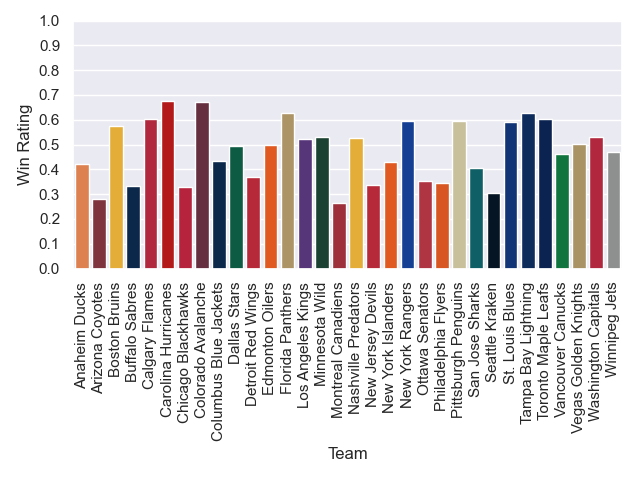 1.0
0.9
0.8
0.7
0.6
0.5
0.4
0.3
0.2
0.1
0.0
Win Rating
Anaheim Ducks
Arizona Coyotes
Boston Bruins
Buffalo Sabres
Calgary Flames
Carolina Hurricanes
Chicago Blackhawks
Colorado Avalanche
Columbus Blue Jackets
Dallas Stars
Detroit Red Wings
Edmonton Oilers
Florida Panthers
Los Angeles Kings
Minnesota Wild
Montreal Canadiens
Nashville Predators
New Jersey Devils
New York Islanders
New York Rangers
Ottawa Senators
Philadelphia Flyers
Pittsburgh Penguins
San Jose Sharks
Seattle Kraken
St. Louis Blues
Tampa Bay Lightning
Toronto Maple Leafs
Vancouver Canucks
Vegas Golden Knights
Washington Capitals
Winnipeg Jets
Team